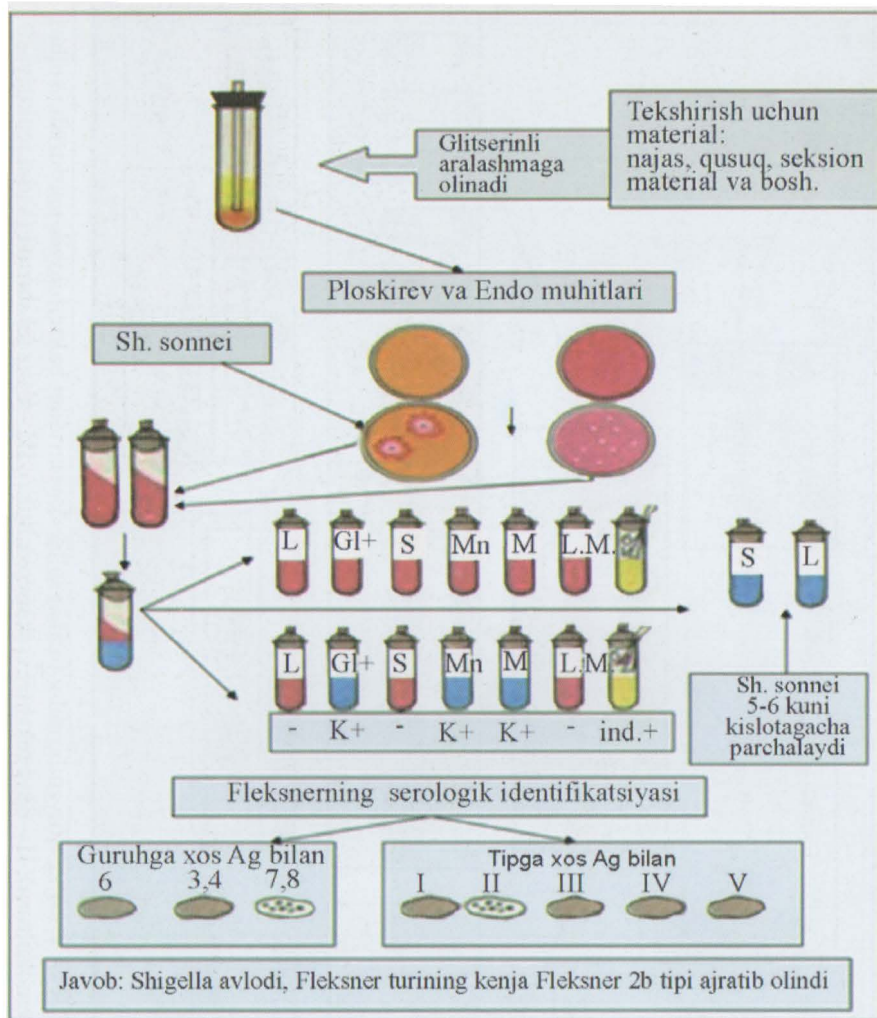 Tekshirish uchun
material:
najas, qusuq, seksion
material va bosh.
Glitserinli
aralashmaga
olinadi
Ploskirev va Endo muhitlari
Sh. sonnei
L Gl+ S Mn M L.M.
S L
L Gl+ S Mn M L.M.
- K+ - K+ K+ - ind.+
Sh. sonnei
5-6 kuni
kislotagacha
parchalaydi
Fleksnerning serologik identifikatsiyasi
Guruhga xos Ag bilan
6 3,4 7,8
Tipga xos Ag bilan
I II III IV V
Javob: Shigella avlodi, Fleksner turining kenja Fleksner 2b tipi ajratib olindi